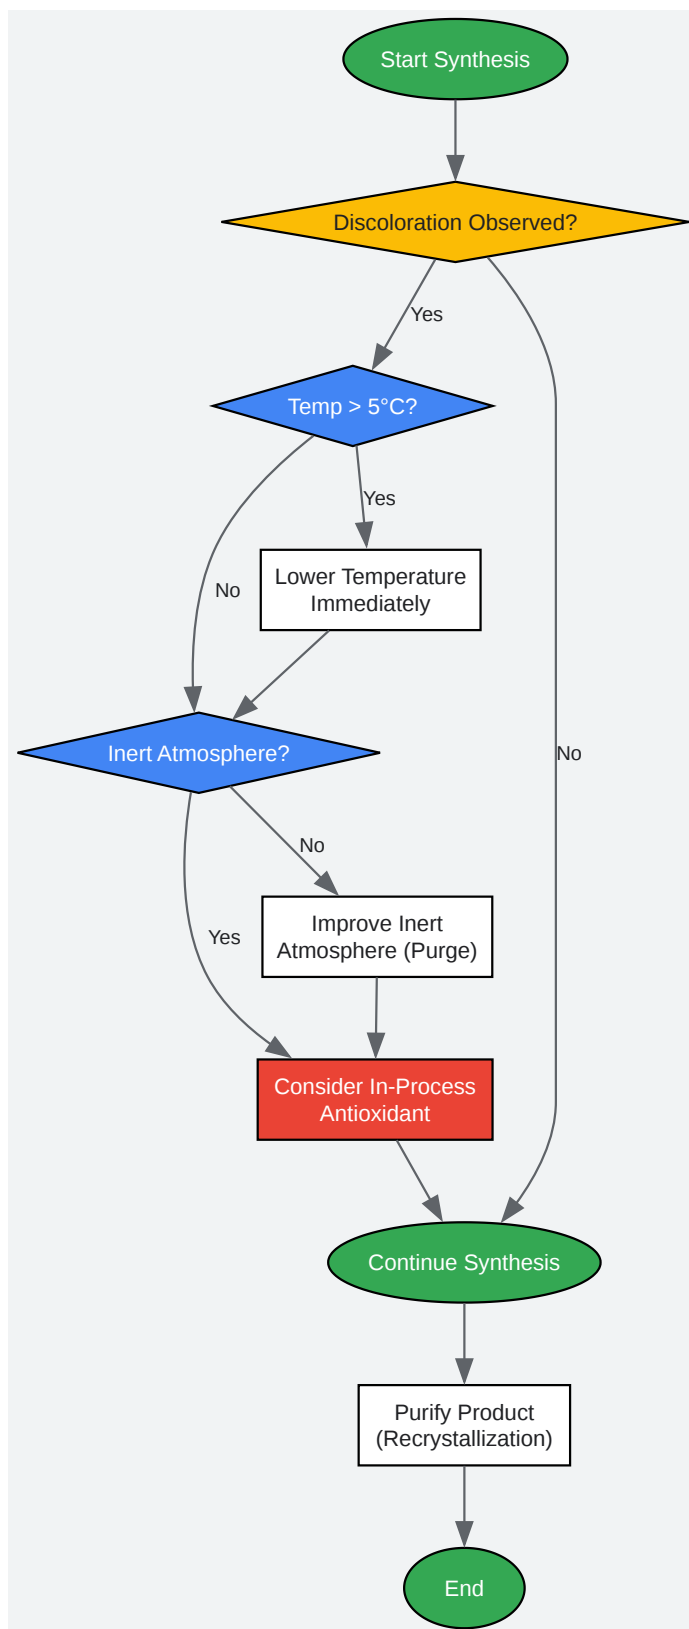 Start Synthesis
Discoloration Observed?
Yes
Temp > 5°C?
Yes
Lower Temperature
Immediately
No
Inert Atmosphere?
No
No
Improve Inert
Atmosphere (Purge)
Yes
Consider In-Process
Antioxidant
Continue Synthesis
Purify Product
(Recrystallization)
End